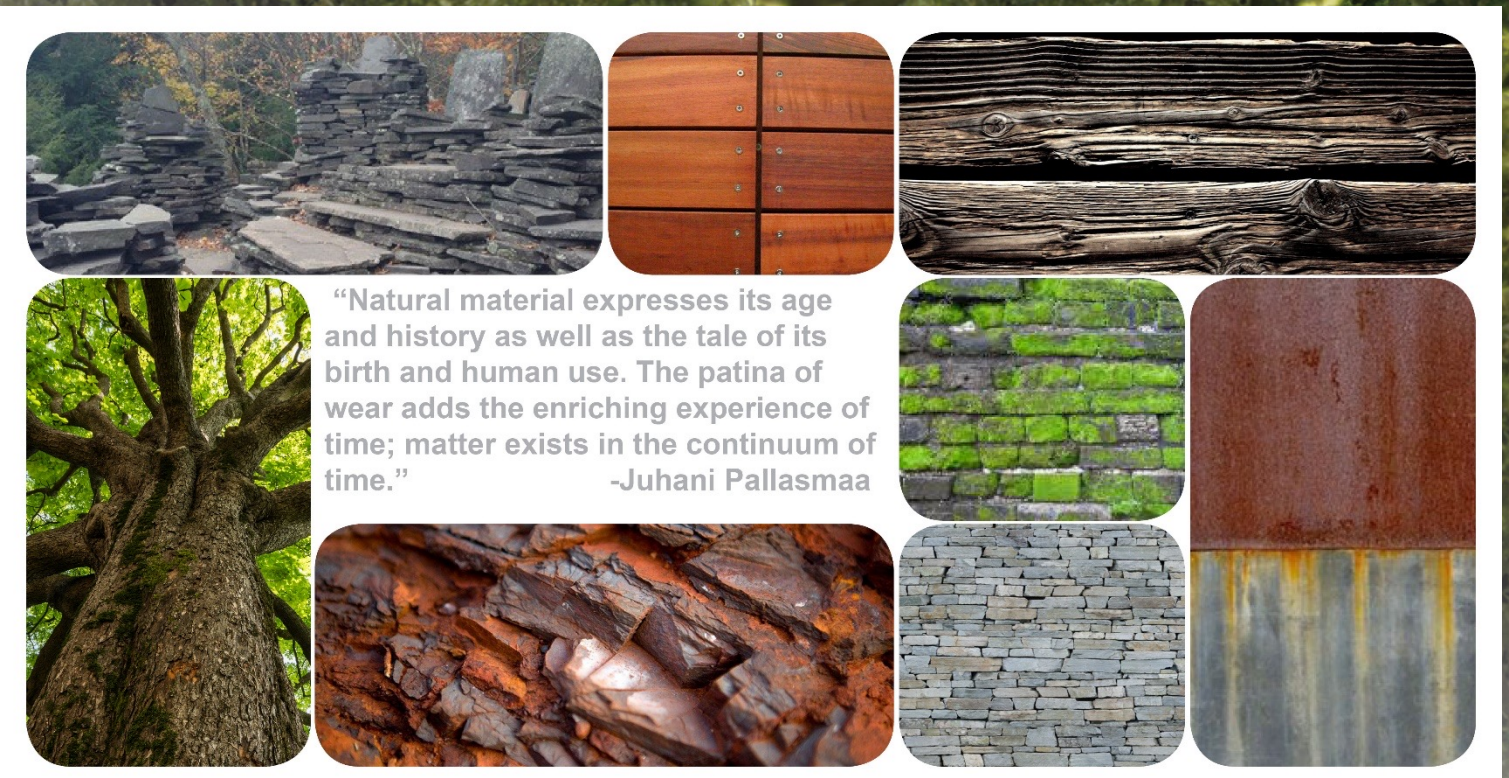 “Natural material expresses its age
and history as well as the tale of its
birth and human use. The patina of
wear adds the enriching experience of
time; matter exists in the continuum of
time.” -Juhani Pallasmaa